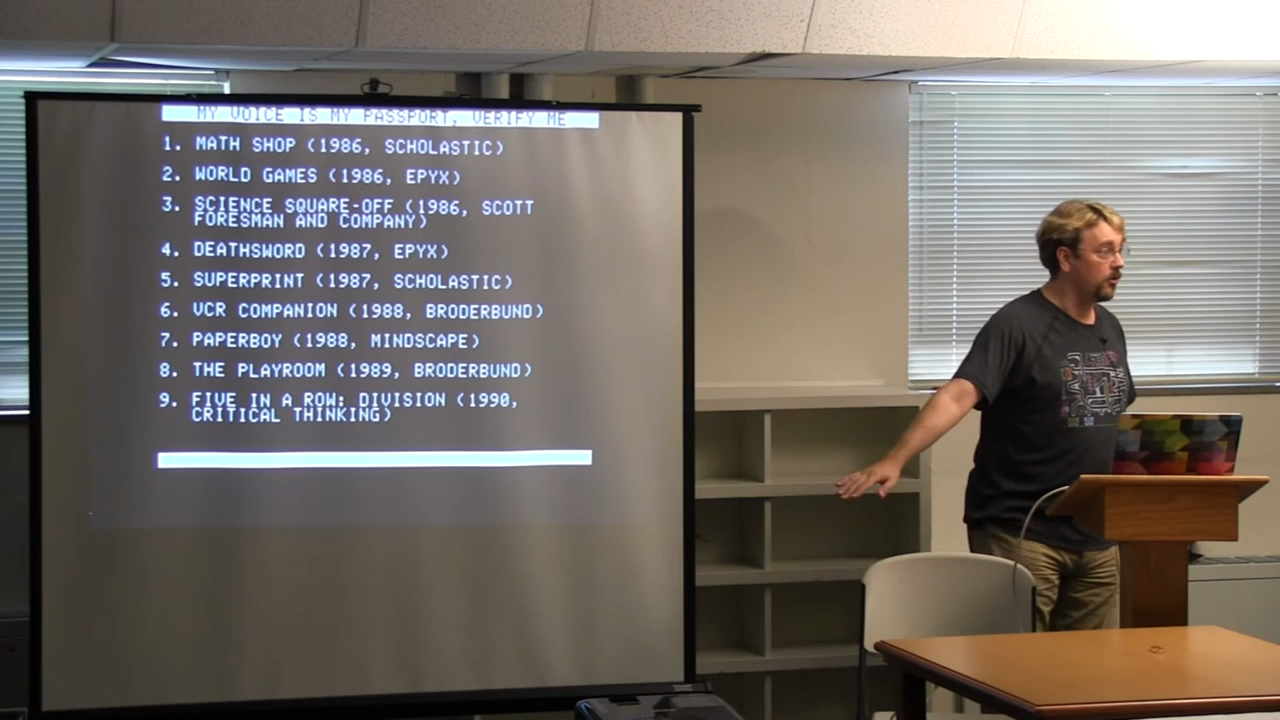 MY VOICE IS MY PASSPORT, VERIFY ME
1. MATH SHOP (1986, SCHOLASTIC)
2. WORLD GAMES (1986, EPYX)
3. SCIENCE SQUARE-OFF (1986, SCOTT
FORESMAN AND COMPANY)
4. DEATHSWORD (1987, EPYX)
5. SUPERPRINT (1987, SCHOLASTIC)
6. VCR COMPANION (1988, BRODERBUND)
7. PAPERBOY (1988, MINDSCAPE)
8. THE PLAYROOM (1989, BRODERBUND)
9. FIVE IN A ROW: DIVISION (1990,
CRITICAL THINKING)